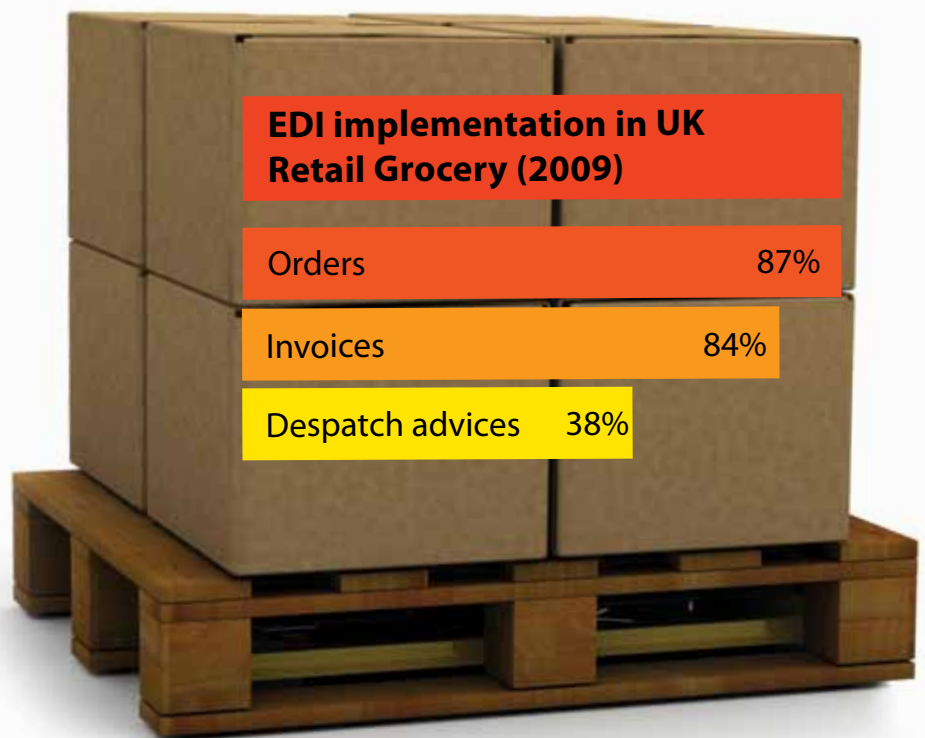 EDI implementation in UK
Retail Grocery (2009)
Orders 87%
Invoices 84%
Despatch advices 38%